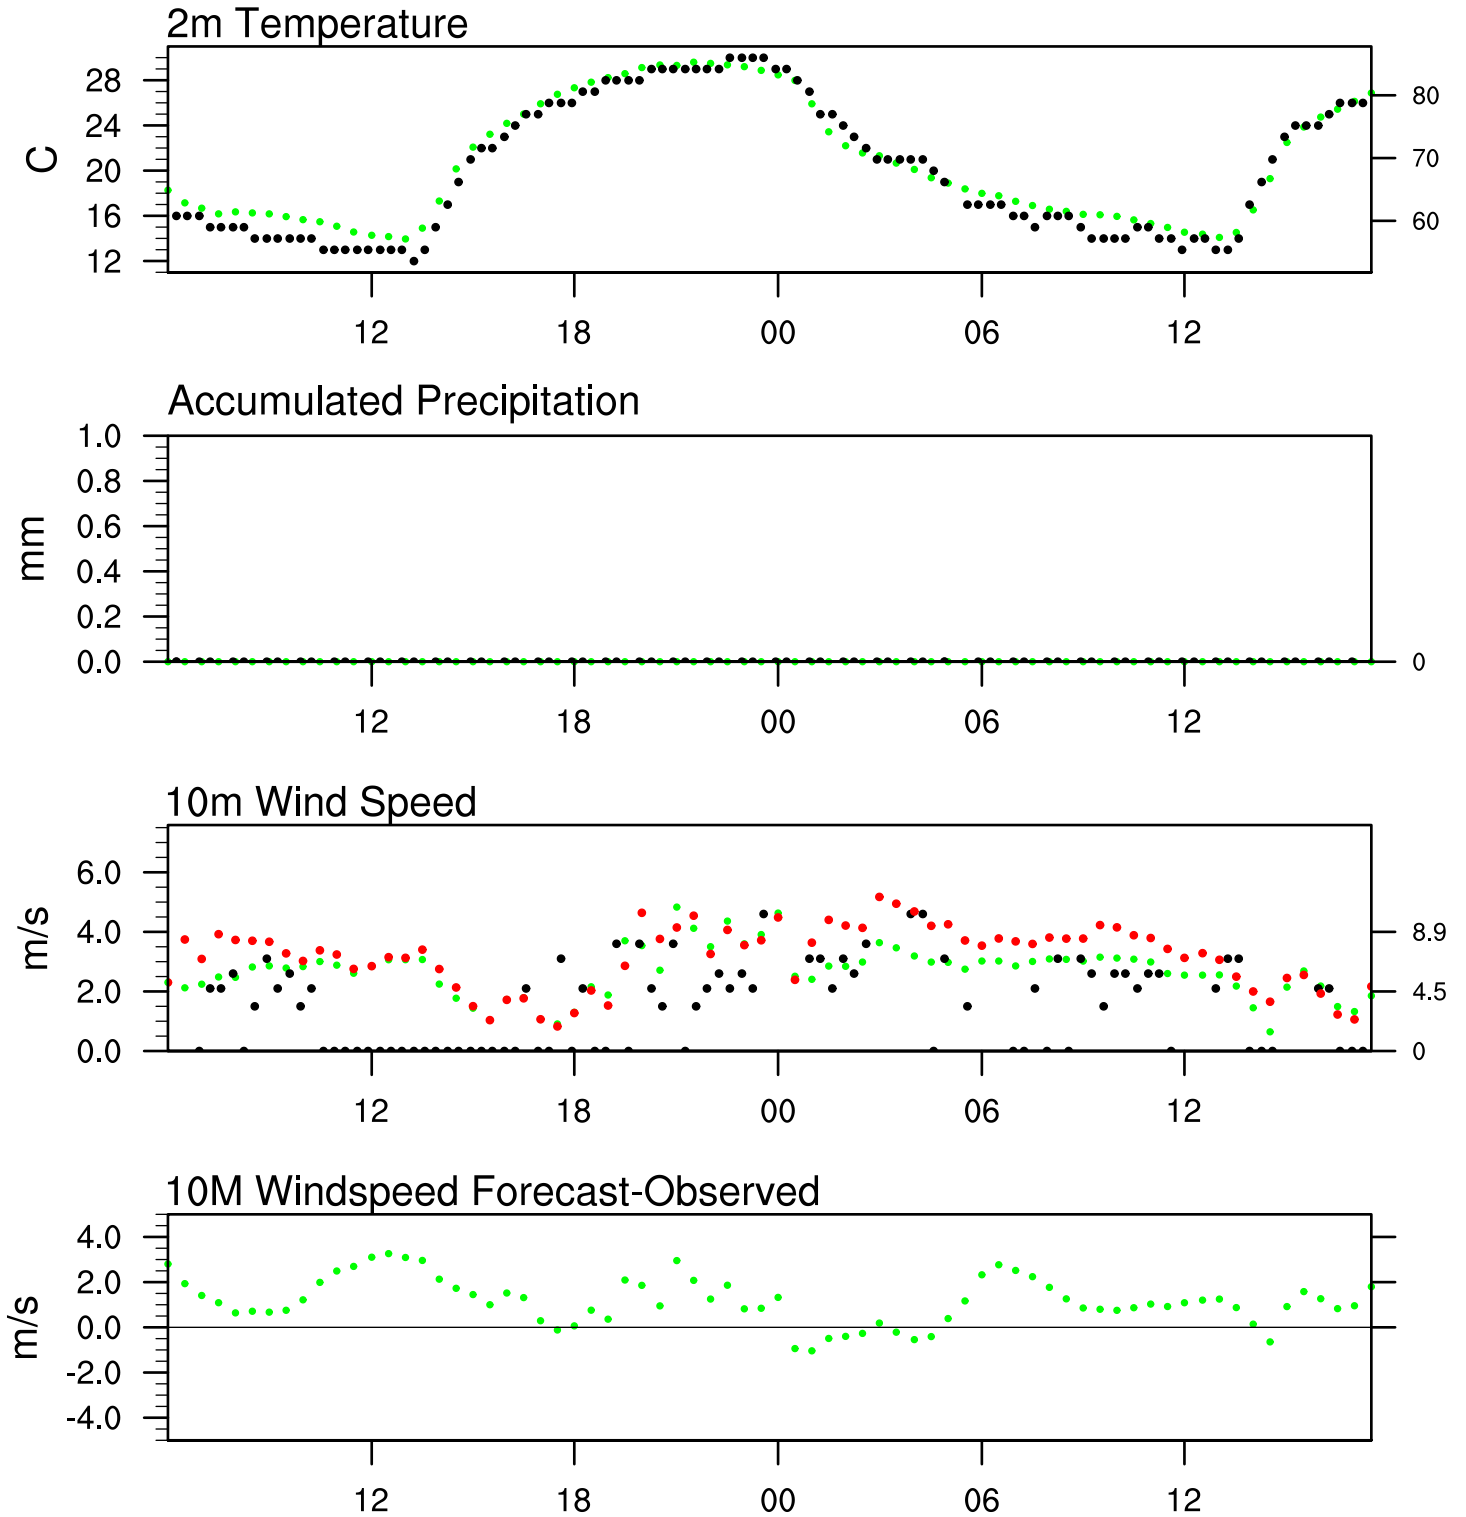 2m Temperature
28
24
20
16
12
C
80
70
60
12 18 00 06 12
Accumulated Precipitation
1.0
0.8
0.6
0.4
0.2
0.0
mm
0
12 18 00 06 12
10m Wind Speed
6.0
4.0
2.0
0.0
m/s
8.9
4.5
0
12 18 00 06 12
10M Windspeed Forecast-Observed
4.0
2.0
0.0
-2.0
-4.0
m/s
12 18 00 06 12